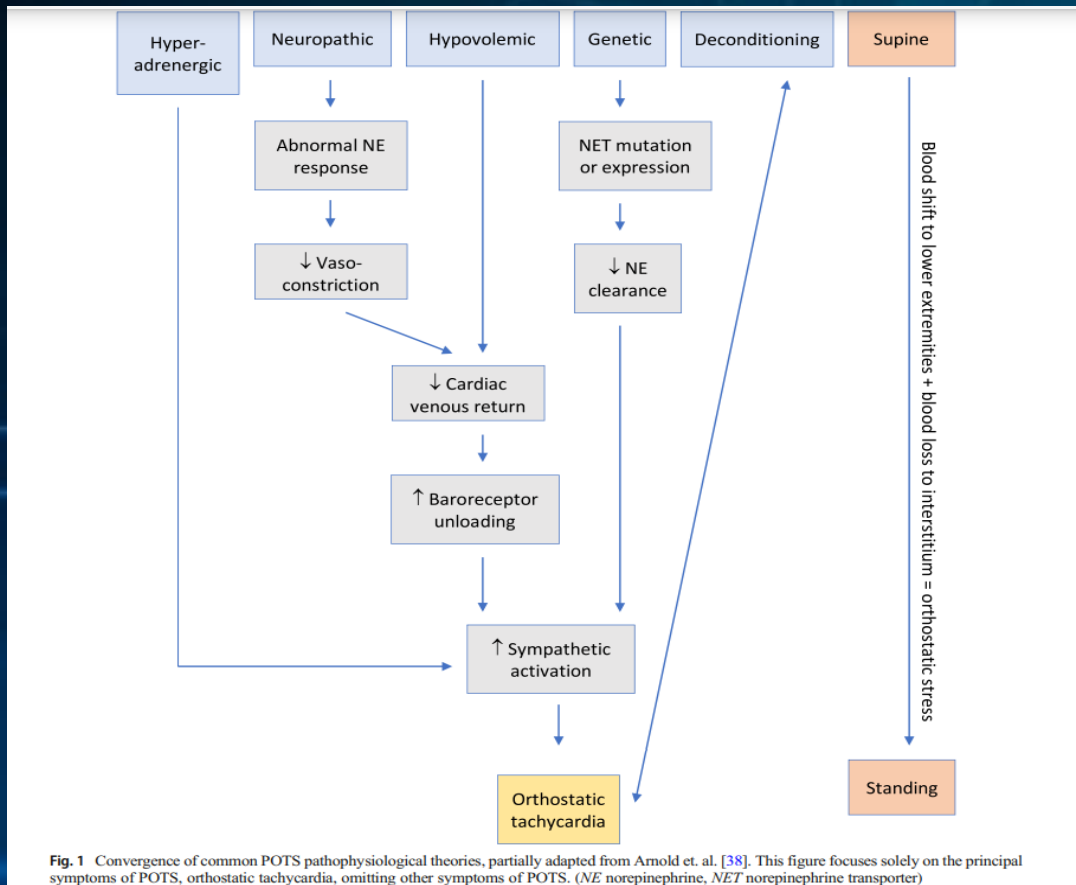 Hyper-
adrenergic
Neuropathic
Hypovolemic
Genetic
Deconditioning
Supine
Abnormal NE
response
NET mutation
or expression
↓ Vaso-
constriction
↓ NE
clearance
↓ Cardiac
venous return
↑ Baroreceptor
unloading
↑ Sympathetic
activation
Orthostatic
tachycardia
Blood shift to lower extremities + blood loss to interstitium = orthostatic stress
Standing
Fig. 1 Convergence of common POTS pathophysiological theories, partially adapted from Arnold et. al. [38]. This figure focuses solely on the principal
symptoms of POTS, orthostatic tachycardia, omitting other symptoms of POTS. (NE norepinephrine, NET norepinephrine transporter)